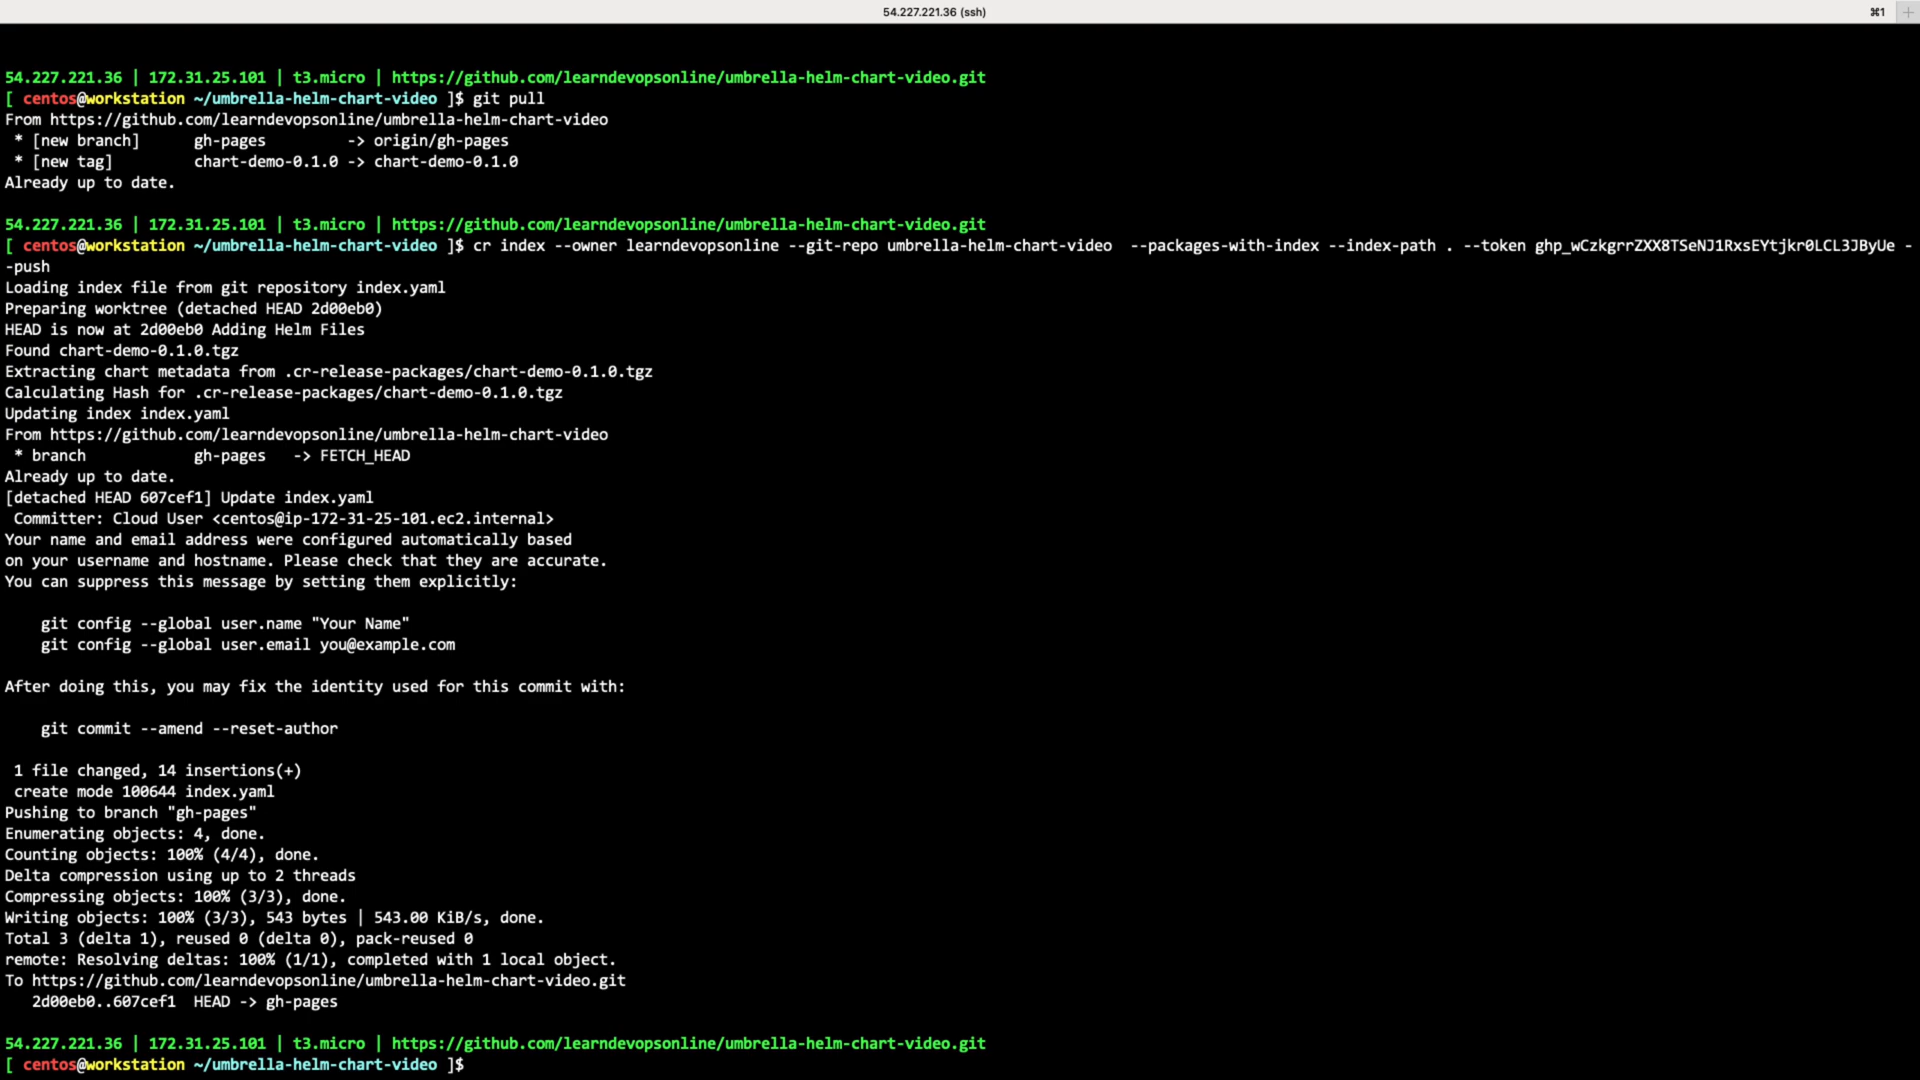 54.227.221.36 (ssh)
⌘1
54.227.221.36 | 172.31.25.101 | t3.micro | https://github.com/learndevopsonline/umbrella-helm-chart-video.git
[ centos@workstation ~/umbrella-helm-chart-video ]$ git pull
From https://github.com/learndevopsonline/umbrella-helm-chart-video
 * [new branch]      gh-pages         -> origin/gh-pages
 * [new tag]         chart-demo-0.1.0 -> chart-demo-0.1.0
Already up to date.
54.227.221.36 | 172.31.25.101 | t3.micro | https://github.com/learndevopsonline/umbrella-helm-chart-video.git
[ centos@workstation ~/umbrella-helm-chart-video ]$ cr index --owner learndevopsonline --git-repo umbrella-helm-chart-video  --packages-with-index --index-path . --token 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 -
-push
Loading index file from git repository index.yaml
Preparing worktree (detached HEAD 2d00eb0)
HEAD is now at 2d00eb0 Adding Helm Files
Found chart-demo-0.1.0.tgz
Extracting chart metadata from .cr-release-packages/chart-demo-0.1.0.tgz
Calculating Hash for .cr-release-packages/chart-demo-0.1.0.tgz
Updating index index.yaml
From https://github.com/learndevopsonline/umbrella-helm-chart-video
 * branch            gh-pages   -> FETCH_HEAD
Already up to date.
[detached HEAD 607cef1] Update index.yaml
 Committer: Cloud User <centos@ip-172-31-25-101.ec2.internal>
Your name and email address were configured automatically based
on your username and hostname. Please check that they are accurate.
You can suppress this message by setting them explicitly:
    git config --global user.name "Your Name"
    git config --global user.email you@example.com
After doing this, you may fix the identity used for this commit with:
    git commit --amend --reset-author
 1 file changed, 14 insertions(+)
 create mode 100644 index.yaml
Pushing to branch "gh-pages"
Enumerating objects: 4, done.
Counting objects: 100% (4/4), done.
Delta compression using up to 2 threads
Compressing objects: 100% (3/3), done.
Writing objects: 100% (3/3), 543 bytes | 543.00 KiB/s, done.
Total 3 (delta 1), reused 0 (delta 0), pack-reused 0
remote: Resolving deltas: 100% (1/1), completed with 1 local object.
To https://github.com/learndevopsonline/umbrella-helm-chart-video.git
   2d00eb0..607cef1  HEAD -> gh-pages
54.227.221.36 | 172.31.25.101 | t3.micro | https://github.com/learndevopsonline/umbrella-helm-chart-video.git
[ centos@workstation ~/umbrella-helm-chart-video ]$